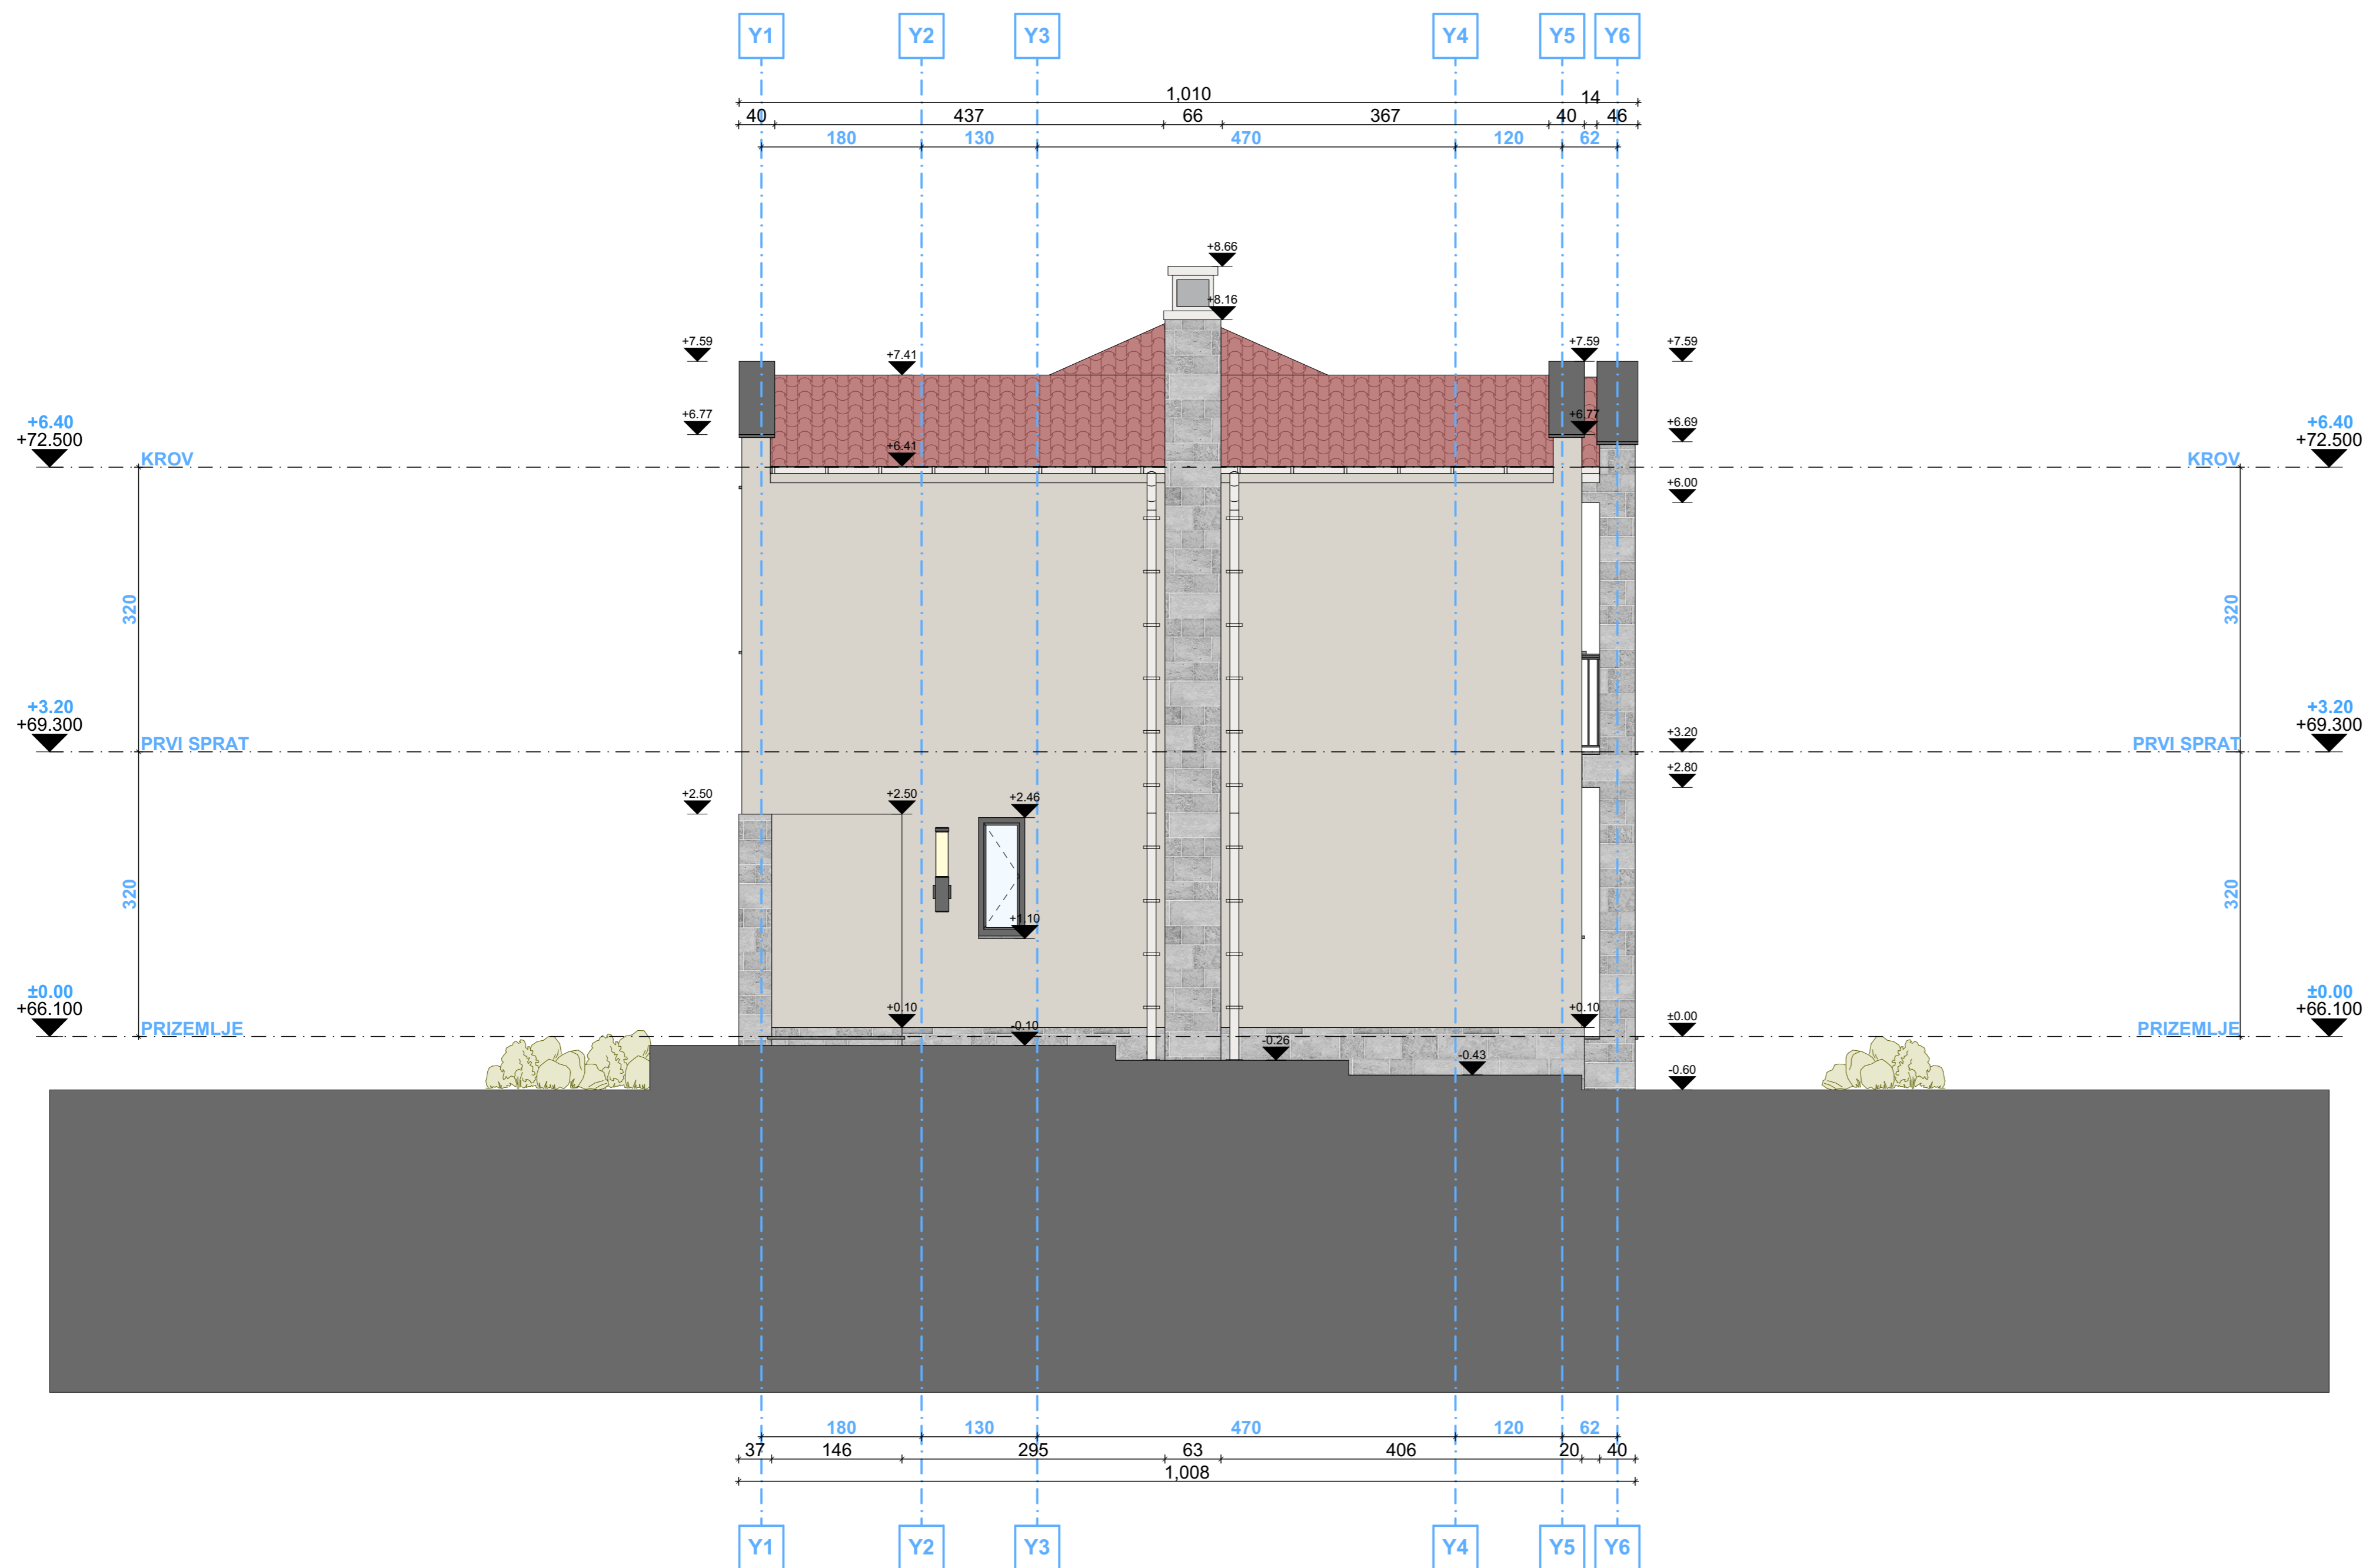 Y1 Y2 Y3 Y4 Y5 Y6
1,010
14
40 437 66 367 40 46
180 130 470 120 62
+8.66
+8.16
+7.59 +7.41 +7.59 +7.59
+6.77 +6.77 +6.69
+6.40 +6.40
+72.500 +72.500
+6.41
KROV KROV
+6.00
320 320
+3.20 +3.20
+69.300 +69.300
+3.20
PRVI SPRAT PRVI SPRAT
+2.80
+2.50 +2.50 +2.46
320 320
+1.10
±0.00 ±0.00
+66.100 +66.100
+0.10 +0.10
±0.00
PRIZEMLJE PRIZEMLJE
-0.10
-0.26
-0.43
-0.60
180 130 470 120 62
37 146 295 63 406 20 40
1,008
Y1 Y2 Y3 Y4 Y5 Y6